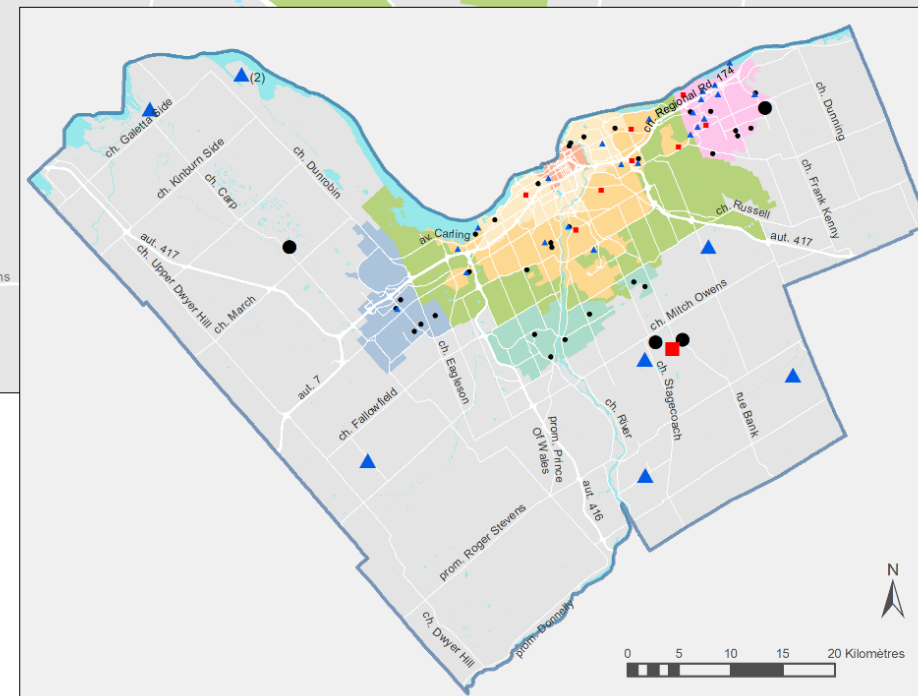 (2)
ch. Regional Rd. 174
ch. Dunning
ch. Galetta Side
ch. Kinburn Side
ch. Dunrobin
ch. Carp
ch. Frank Kenny
ch. Russell
av. Carling
aut. 417
aut. 417
ch. Upper Dwyer Hill
ch. March
ch. Mitch Owens
aut. 7
ch. Eagleson
ch. Stagecoach
rue Bank
ch. Fallowfield
ch. River
prom. Prince
Of Wales
aut. 416
prom. Roger Stevens
ch. Dwyer Hill
prom. Donnelly
N
0 5 10 15 20 Kilomètres